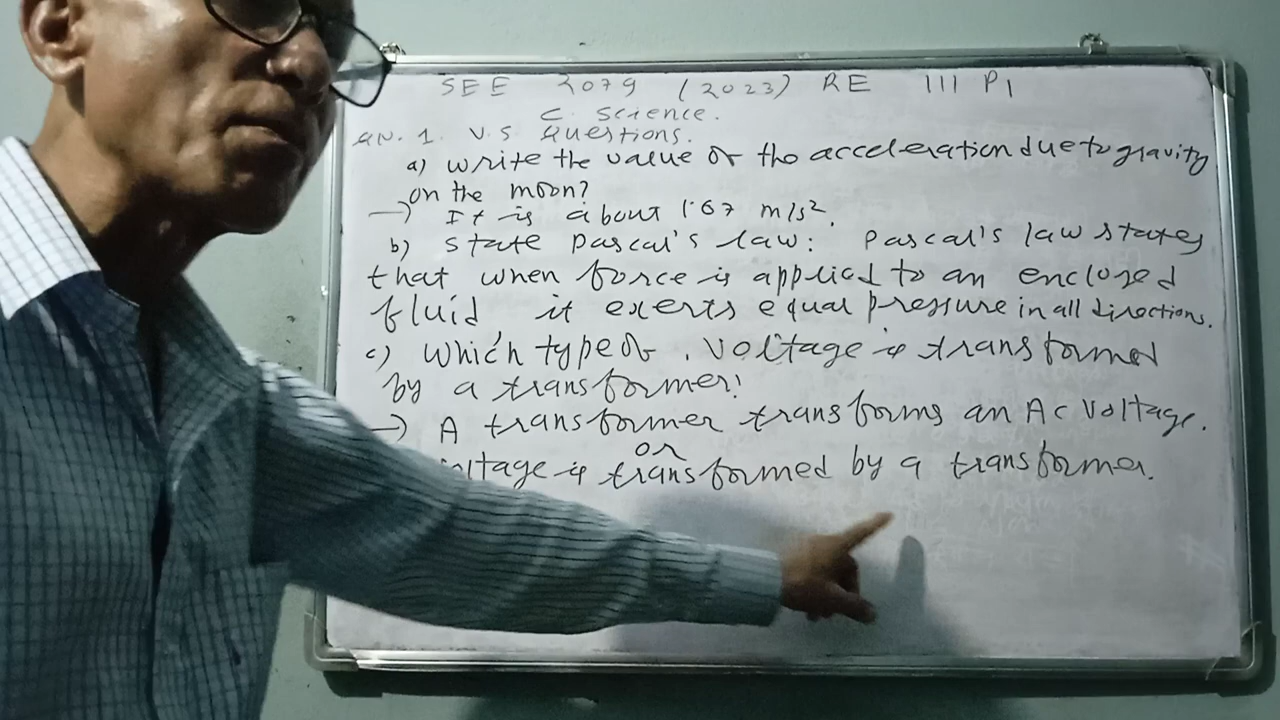 SEE 2079 (2023) RE III P1
C. Science.
QN. 1. V.S Questions.
a) write the value of the acceleration due to gravity
on the moon?
→ It is about 1.67 m/s².
b) state pascal's law: pascal's law states
that when force is applied to an enclosed
fluid it exerts equal pressure in all directions.
c) Which type of voltage is transformed
by a transformer?
→ A transformer transforms an AC voltage.
or
voltage is transformed by a transformer.